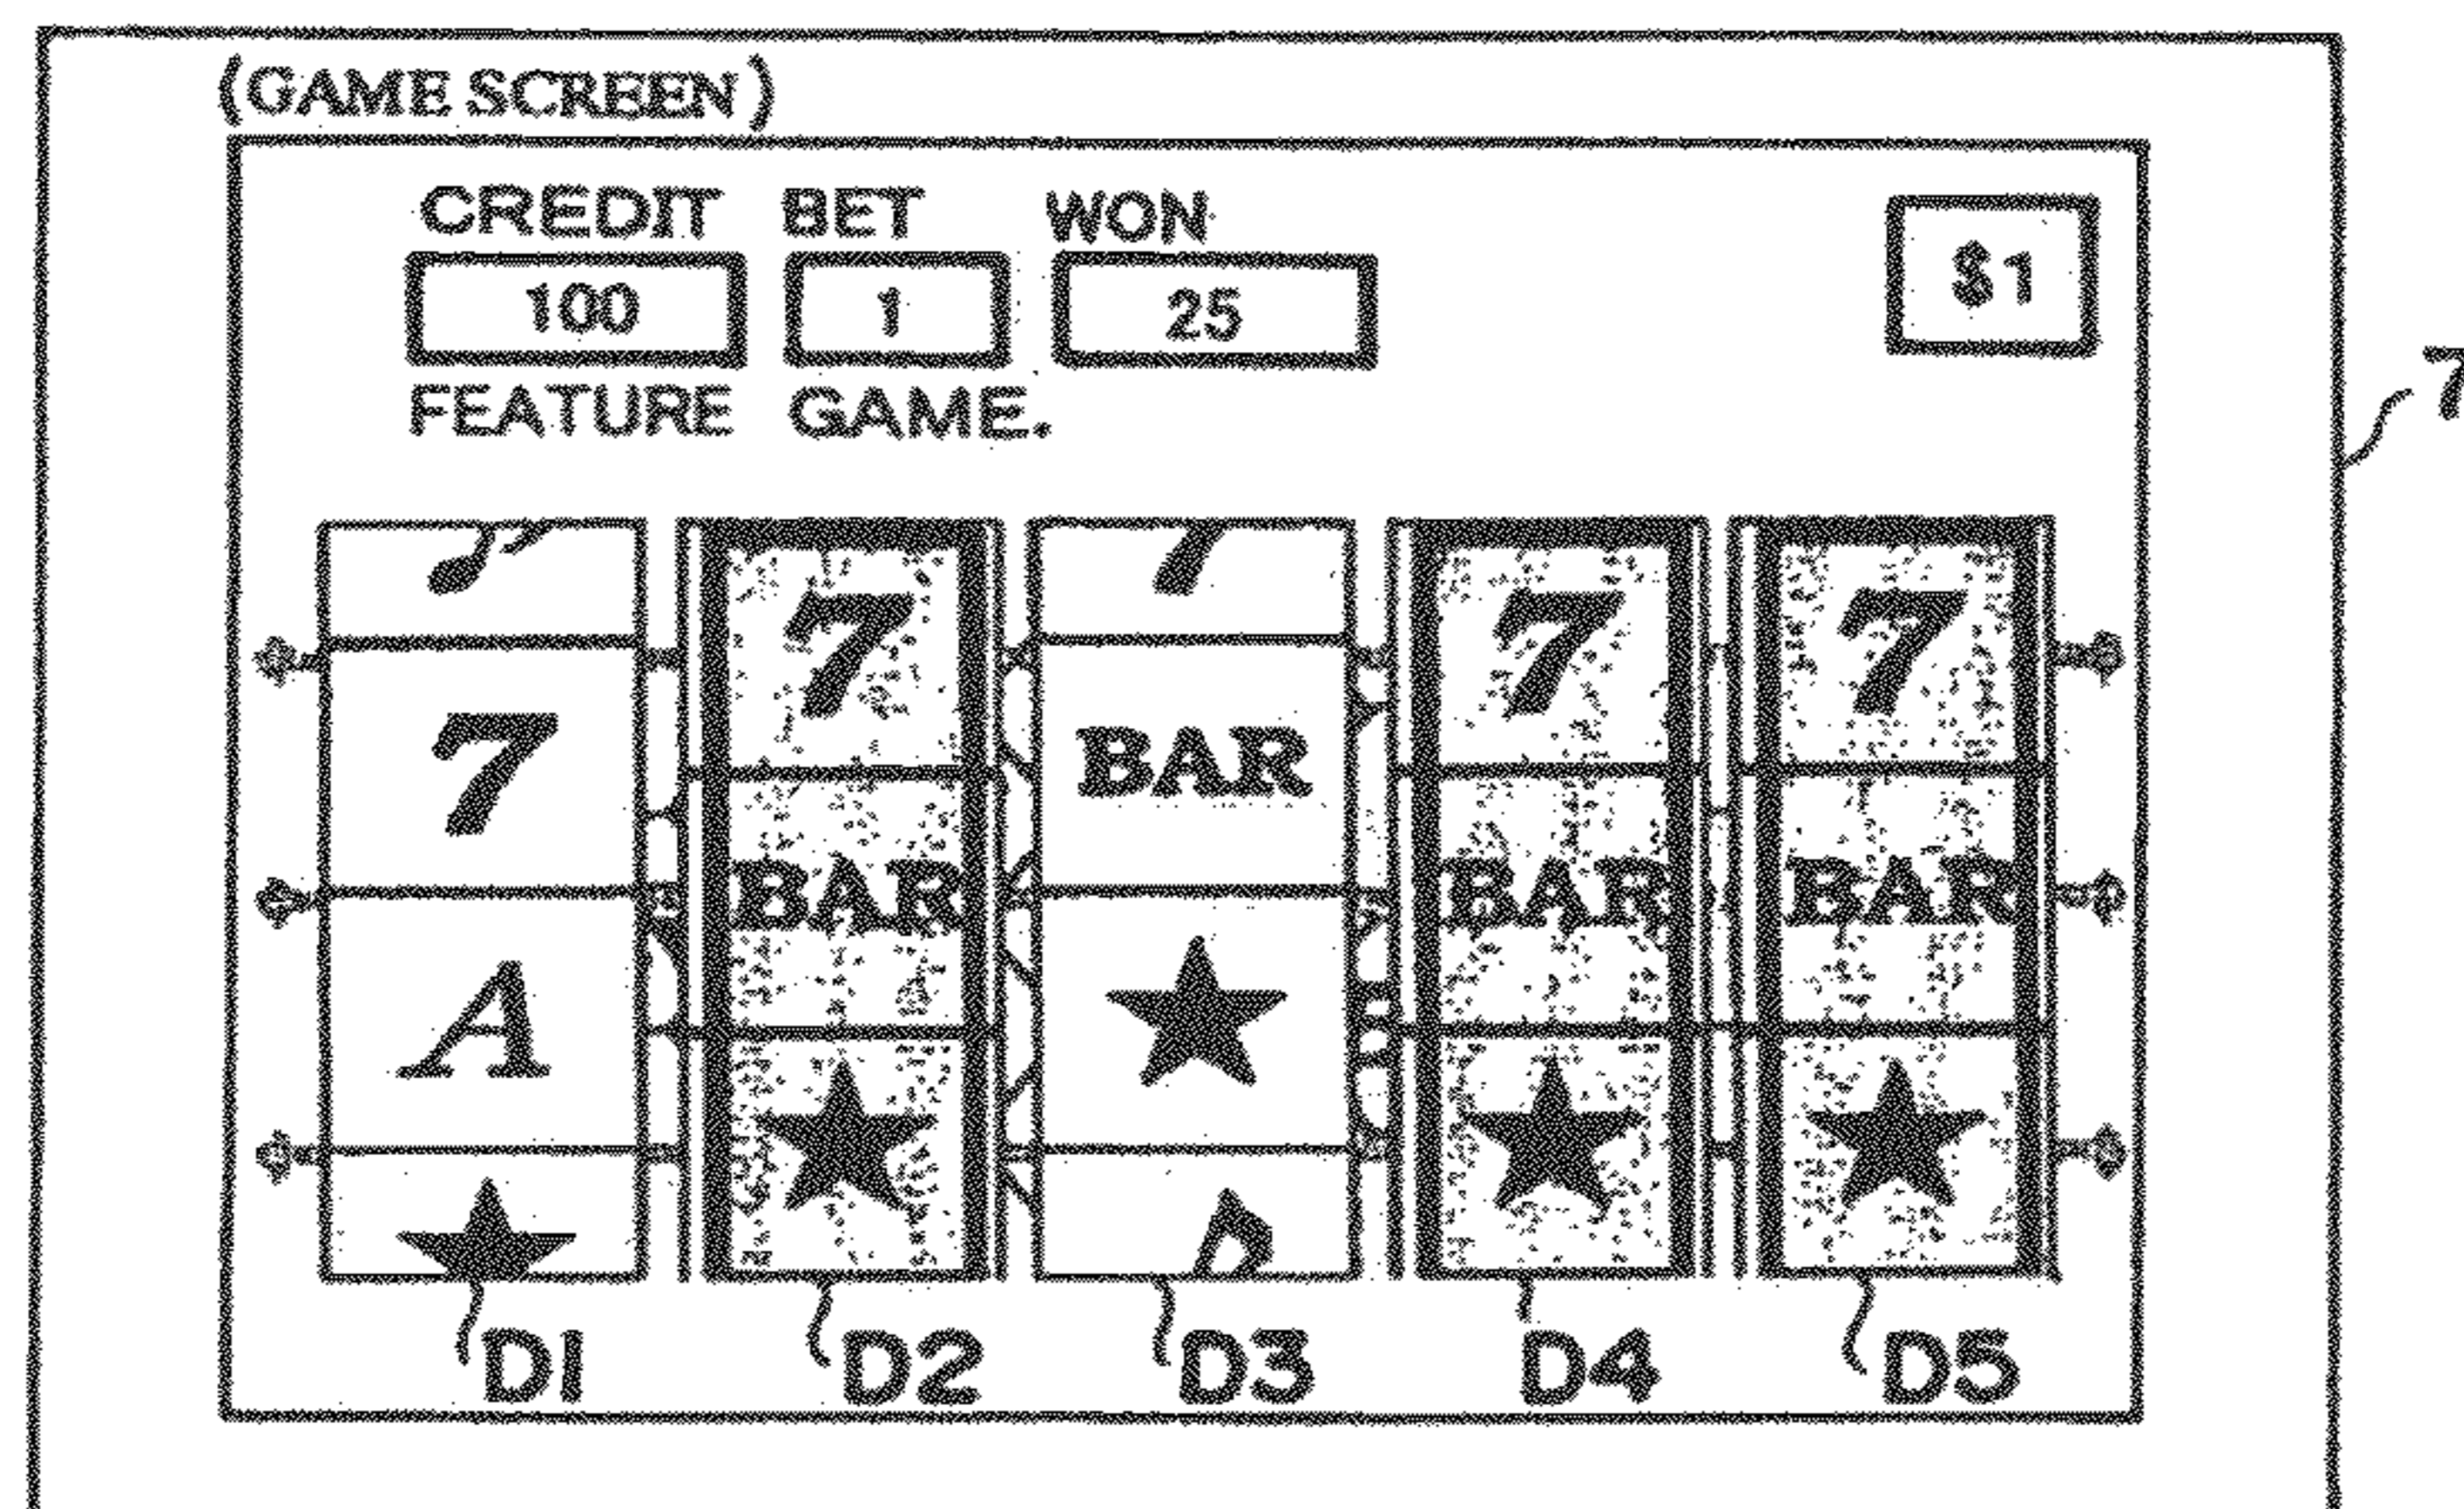 (GAME SCREEN)
CREDIT BET WON
100 1 25 $1
FEATURE GAME.
7
7 7 7 7
7 BAR
BAR BAR BAR
A
D1 D2 D3 D4 D5